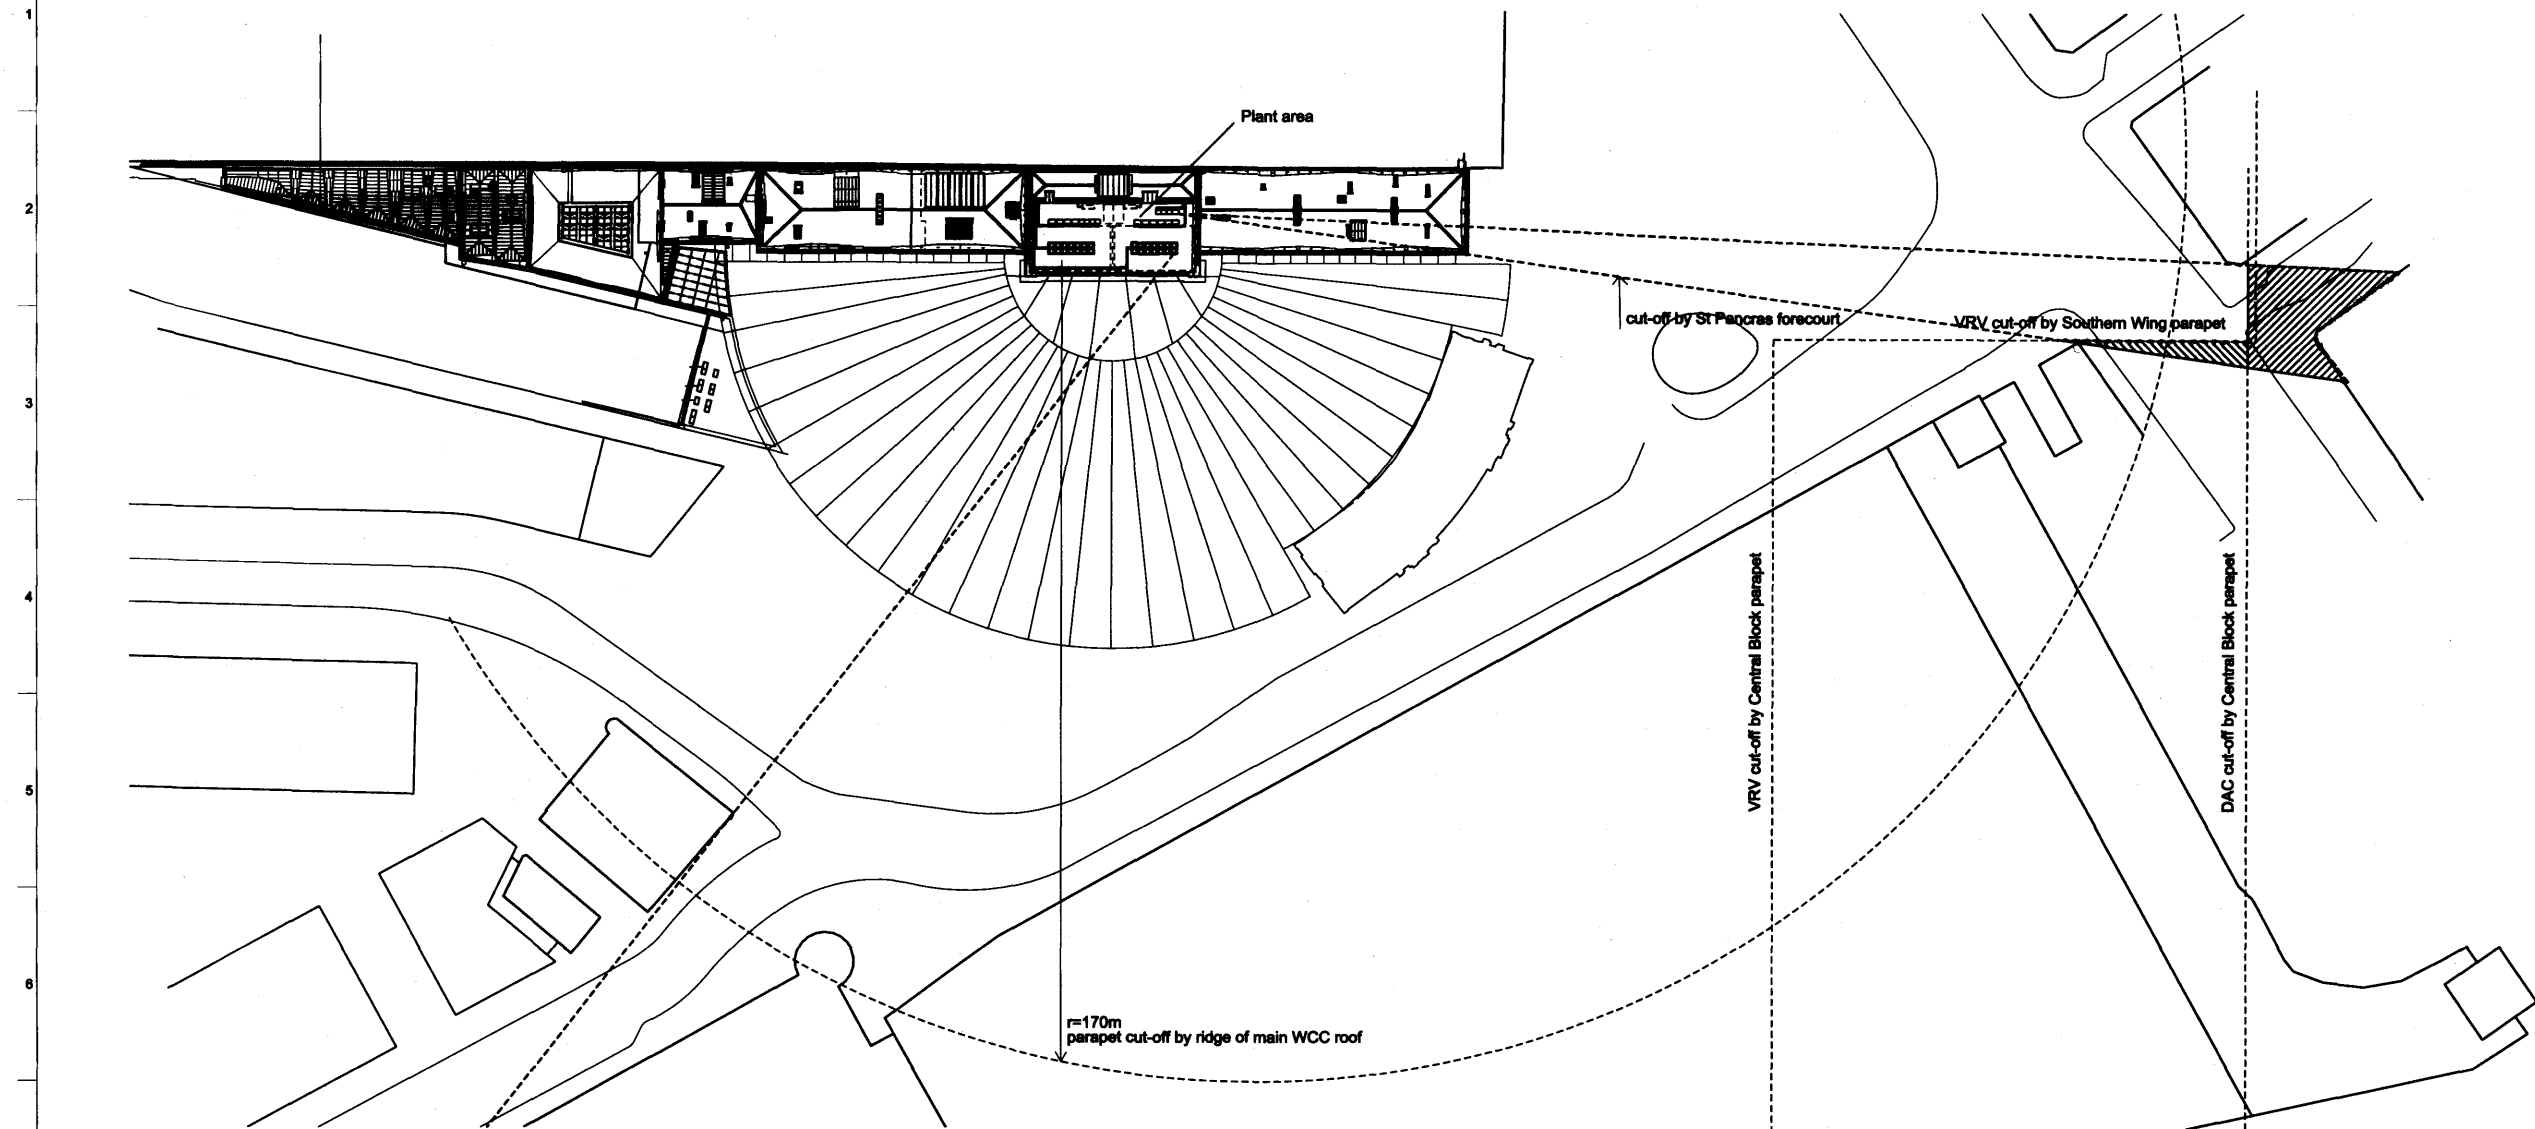 1
Plant area
2
cut-off by St Pancras forecourt
VRV cut-off by Southern Wing parapet
3
VRV cut-off by Central Block parapet
DAC cut-off by Central Block parapet
4
5
6
r=170m
parapet cut-off by ridge of main WCC roof